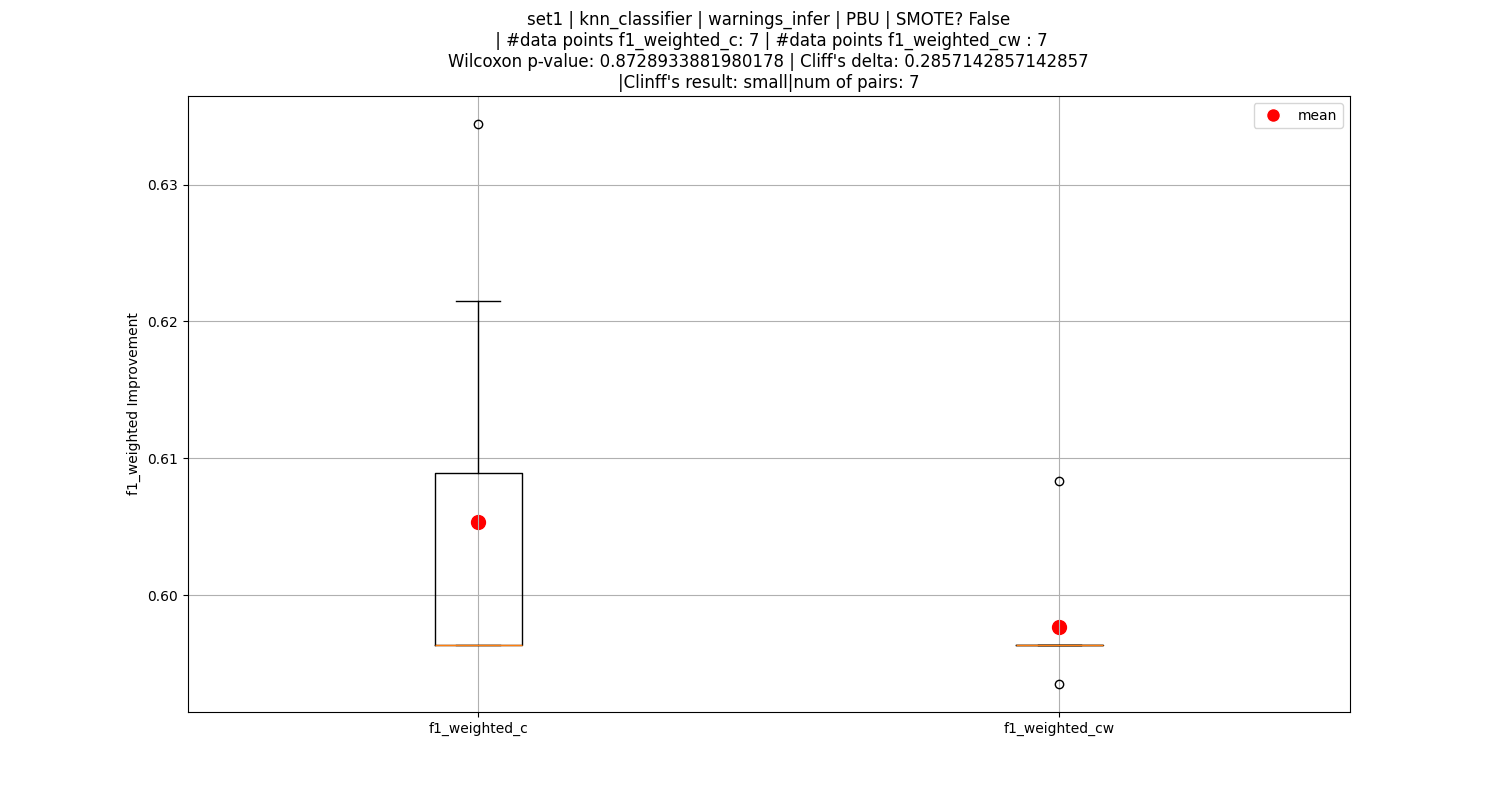 set1 | knn_classifier | warnings_infer | PBU | SMOTE? False
| #data points f1_weighted_c: 7 | #data points f1_weighted_cw : 7
Wilcoxon p-value: 0.8728933881980178 | Cliff's delta: 0.2857142857142857
|Clinff's result: small|num of pairs: 7
mean
0.63
0.62
0.61
0.60
f1_weighted Improvement
f1_weighted_c
f1_weighted_cw